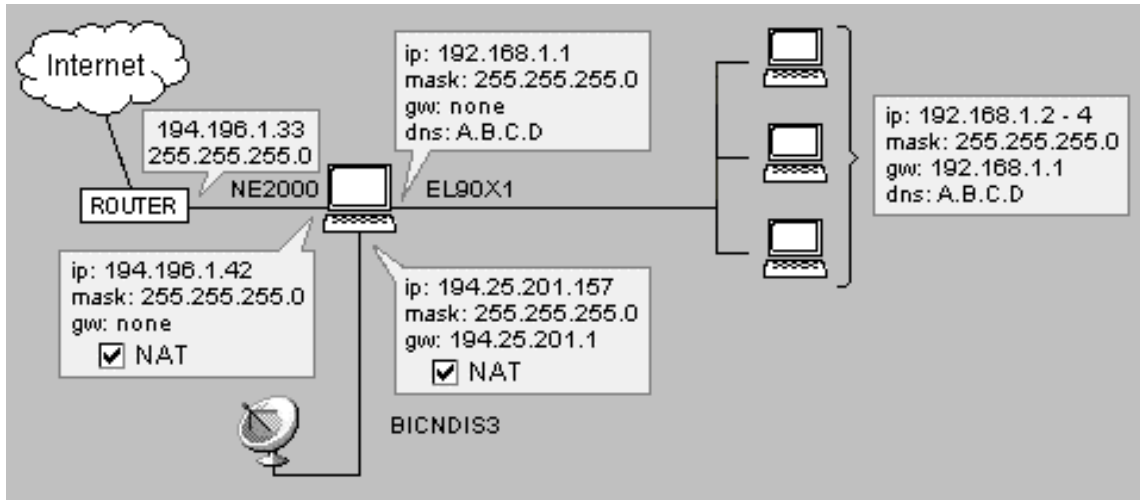 Internet
194.196.1.33
255.255.255.0
ROUTER
NE2000
ip: 192.168.1.1
mask: 255.255.255.0
gw: none
dns: A.B.C.D
EL90X1
ip: 192.168.1.2 - 4
mask: 255.255.255.0
gw: 192.168.1.1
dns: A.B.C.D
ip: 194.196.1.42
mask: 255.255.255.0
gw: none
NAT
ip: 194.25.201.157
mask: 255.255.255.0
gw: 194.25.201.1
NAT
BICNDIS3